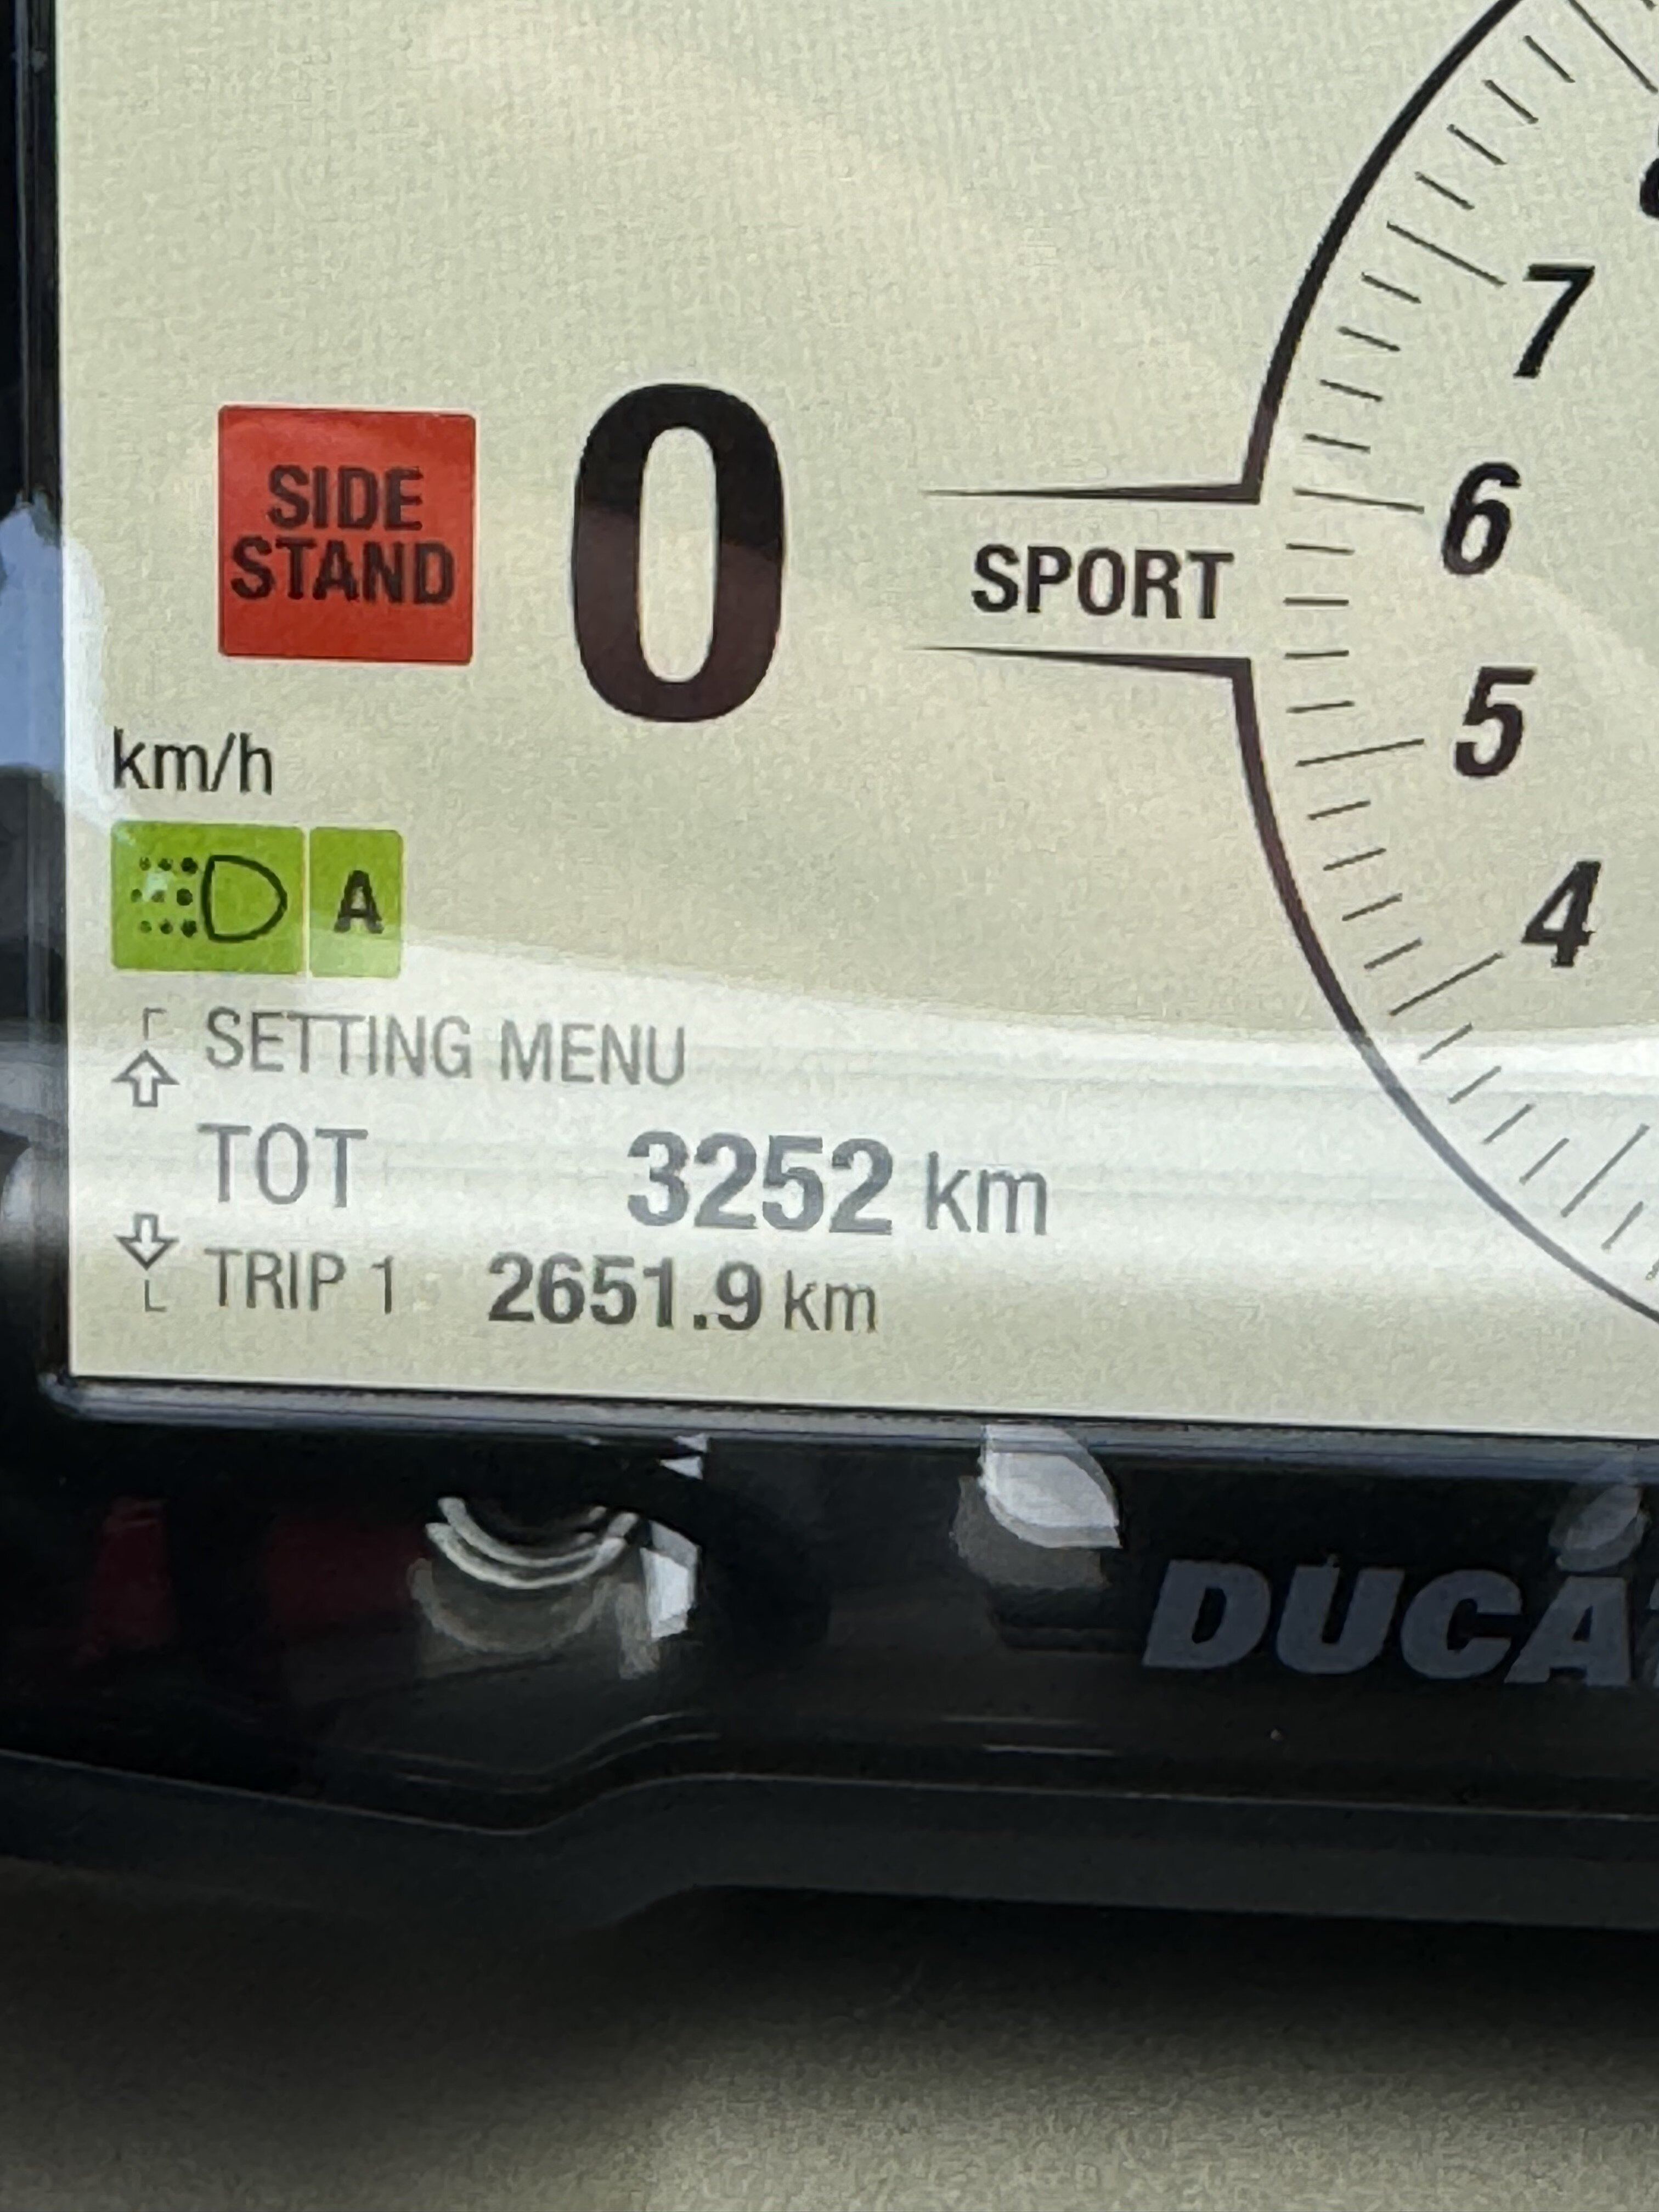 7
SIDE
STAND
0
SPORT
6
5
km/h
A
4
SETTING MENU
TOT 3252 km
TRIP 1 2651.9 km
DUCA